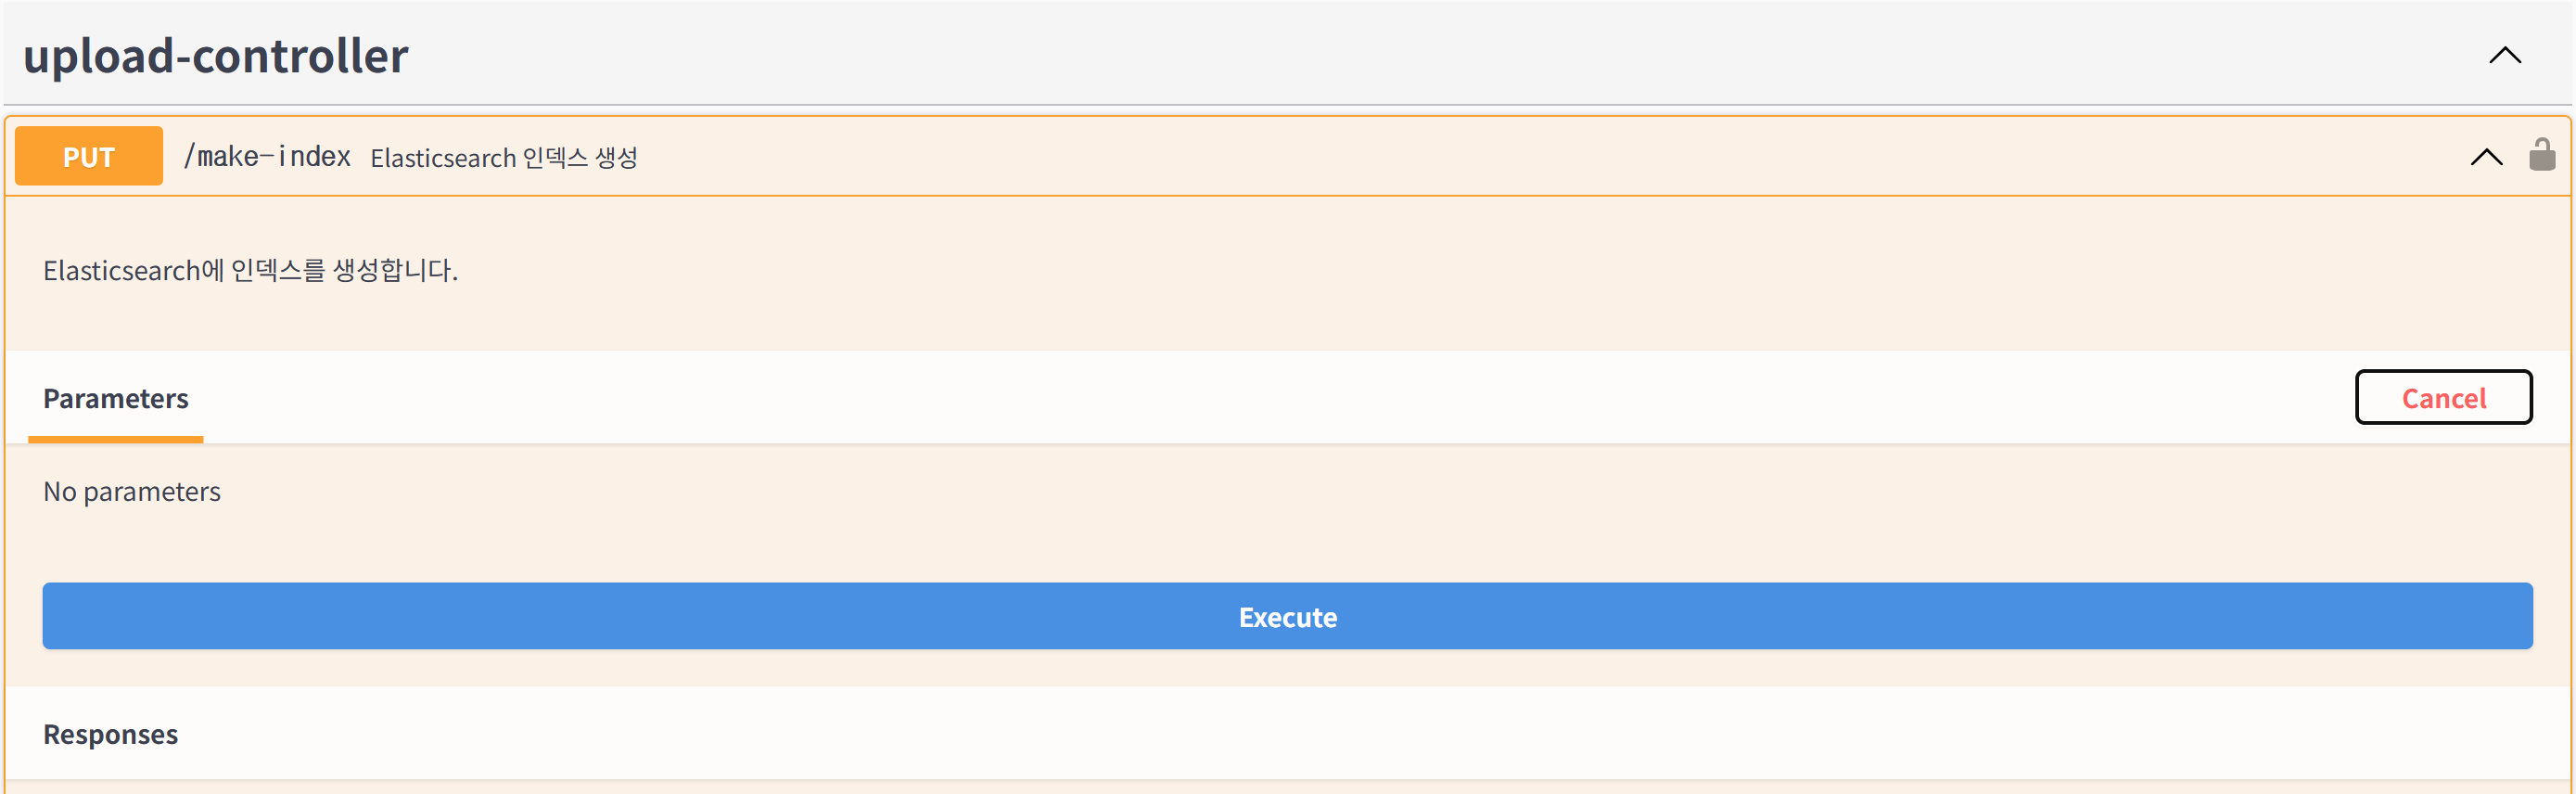 upload-controller
PUT /make-index Elasticsearch 인덱스 생성
Elasticsearch에 인덱스를 생성합니다.
Parameters Cancel
No parameters
Execute
Responses